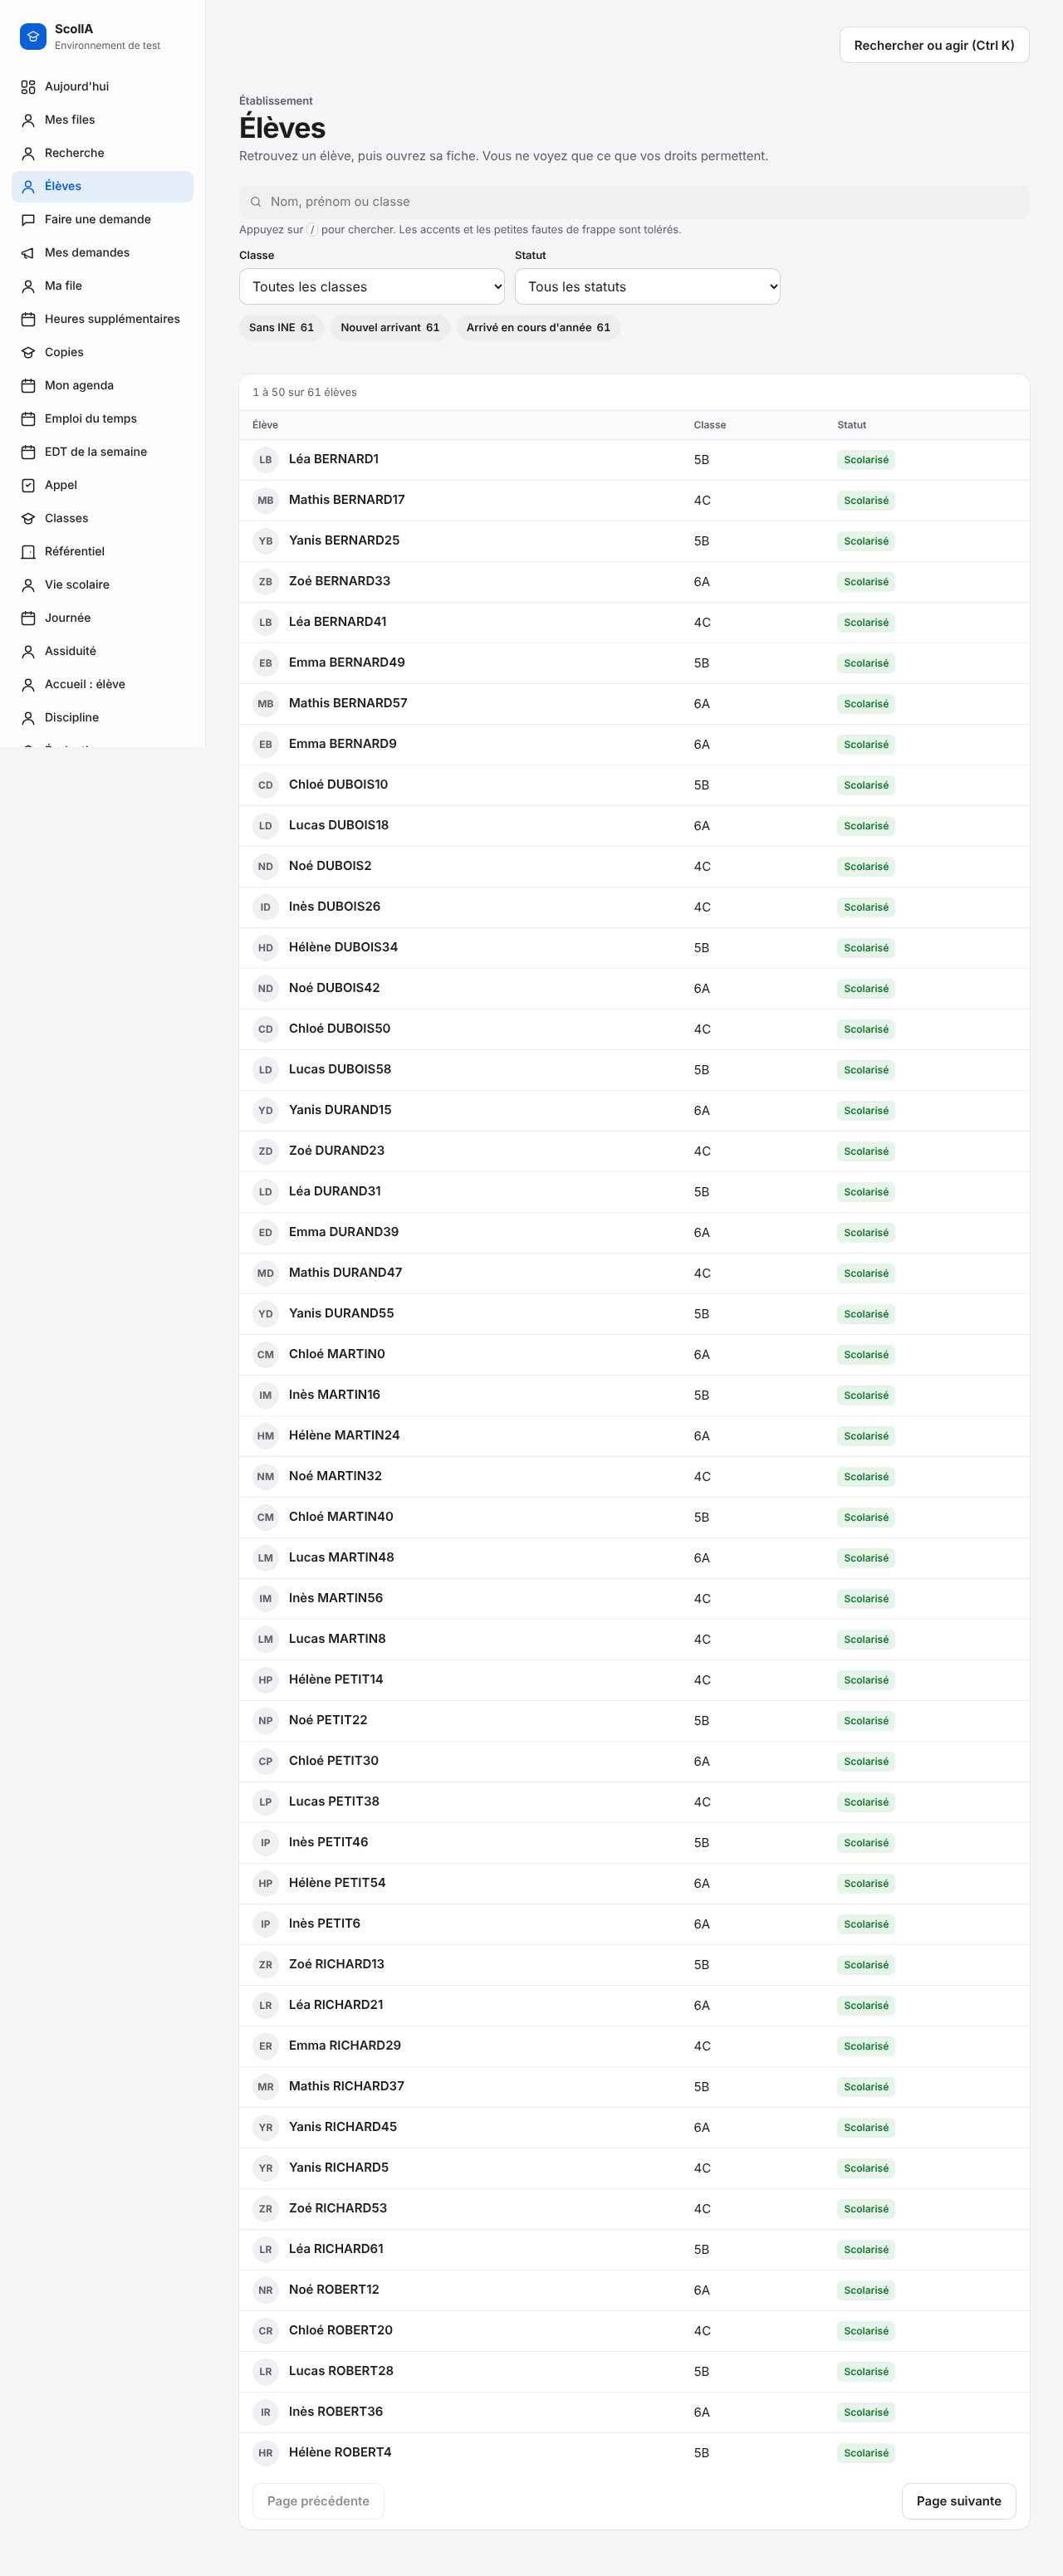 ScolIA
Environnement de test
Aujourd'hui
Mes files
Recherche
Élèves
Faire une demande
Mes demandes
Ma file
Heures supplémentaires
Copies
Mon agenda
Emploi du temps
EDT de la semaine
Appel
Classes
Référentiel
Vie scolaire
Journée
Assiduité
Accueil : élève
Discipline
Rechercher ou agir (Ctrl K)
Établissement
Élèves
Retrouvez un élève, puis ouvrez sa fiche. Vous ne voyez que ce que vos droits permettent.
Nom, prénom ou classe
Appuyez sur / pour chercher. Les accents et les petites fautes de frappe sont tolérés.
Classe Statut
Toutes les classes Tous les statuts
Sans INE 61 Nouvel arrivant 61 Arrivé en cours d'année 61
1 à 50 sur 61 élèves
Élève Classe Statut
LB Léa BERNARD1 5B Scolarisé
MB Mathis BERNARD17 4C Scolarisé
YB Yanis BERNARD25 5B Scolarisé
ZB Zoé BERNARD33 6A Scolarisé
LB Léa BERNARD41 4C Scolarisé
EB Emma BERNARD49 5B Scolarisé
MB Mathis BERNARD57 6A Scolarisé
EB Emma BERNARD9 6A Scolarisé
CD Chloé DUBOIS10 5B Scolarisé
LD Lucas DUBOIS18 6A Scolarisé
ND Noé DUBOIS2 4C Scolarisé
ID Inès DUBOIS26 4C Scolarisé
HD Hélène DUBOIS34 5B Scolarisé
ND Noé DUBOIS42 6A Scolarisé
CD Chloé DUBOIS50 4C Scolarisé
LD Lucas DUBOIS58 5B Scolarisé
YD Yanis DURAND15 6A Scolarisé
ZD Zoé DURAND23 4C Scolarisé
LD Léa DURAND31 5B Scolarisé
ED Emma DURAND39 6A Scolarisé
MD Mathis DURAND47 4C Scolarisé
YD Yanis DURAND55 5B Scolarisé
CM Chloé MARTIN0 6A Scolarisé
IM Inès MARTIN16 5B Scolarisé
HM Hélène MARTIN24 6A Scolarisé
NM Noé MARTIN32 4C Scolarisé
CM Chloé MARTIN40 5B Scolarisé
LM Lucas MARTIN48 6A Scolarisé
IM Inès MARTIN56 4C Scolarisé
LM Lucas MARTIN8 4C Scolarisé
HP Hélène PETIT14 4C Scolarisé
NP Noé PETIT22 5B Scolarisé
CP Chloé PETIT30 6A Scolarisé
LP Lucas PETIT38 4C Scolarisé
IP Inès PETIT46 5B Scolarisé
HP Hélène PETIT54 6A Scolarisé
IP Inès PETIT6 6A Scolarisé
ZR Zoé RICHARD13 5B Scolarisé
LR Léa RICHARD21 6A Scolarisé
ER Emma RICHARD29 4C Scolarisé
MR Mathis RICHARD37 5B Scolarisé
YR Yanis RICHARD45 6A Scolarisé
YR Yanis RICHARD5 4C Scolarisé
ZR Zoé RICHARD53 4C Scolarisé
LR Léa RICHARD61 5B Scolarisé
NR Noé ROBERT12 6A Scolarisé
CR Chloé ROBERT20 4C Scolarisé
LR Lucas ROBERT28 5B Scolarisé
IR Inès ROBERT36 6A Scolarisé
HR Hélène ROBERT4 5B Scolarisé
Page précédente Page suivante